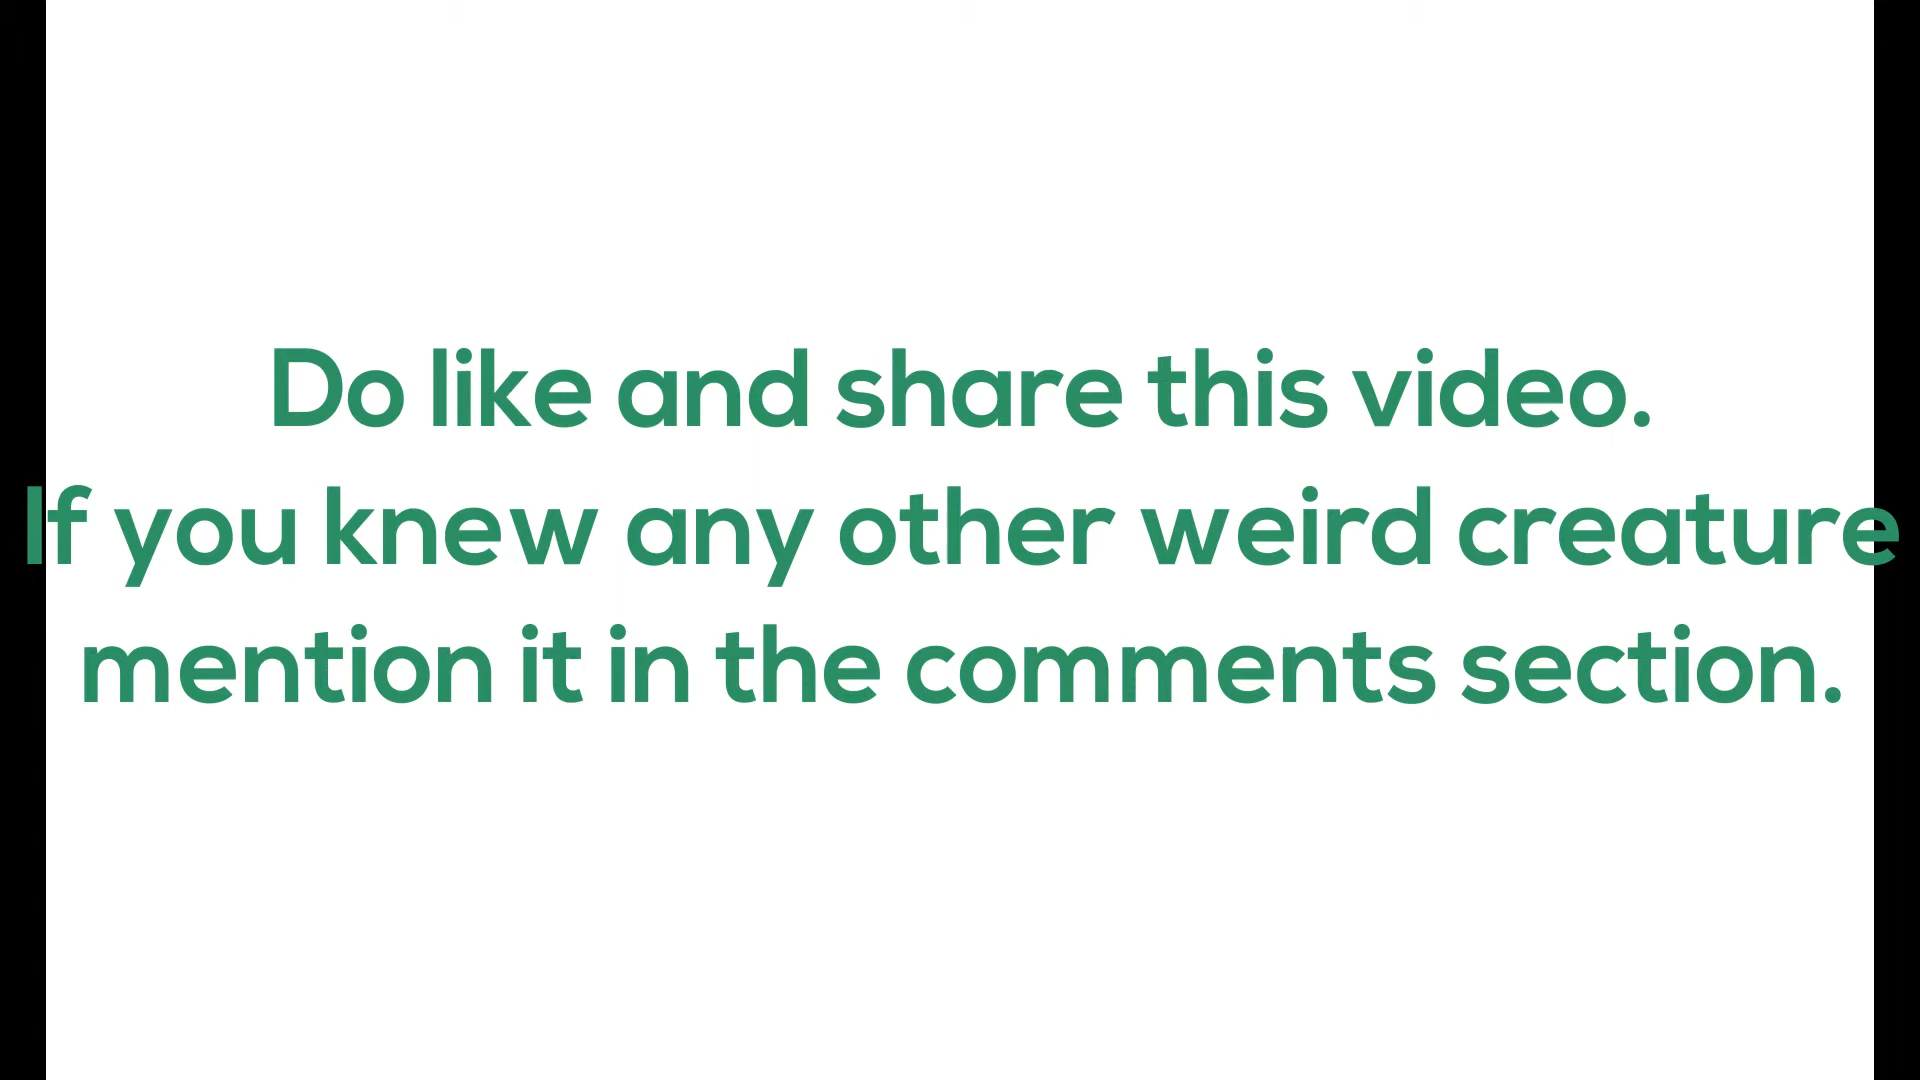 Do like and share this video.
If you knew any other weird creature
mention it in the comments section.